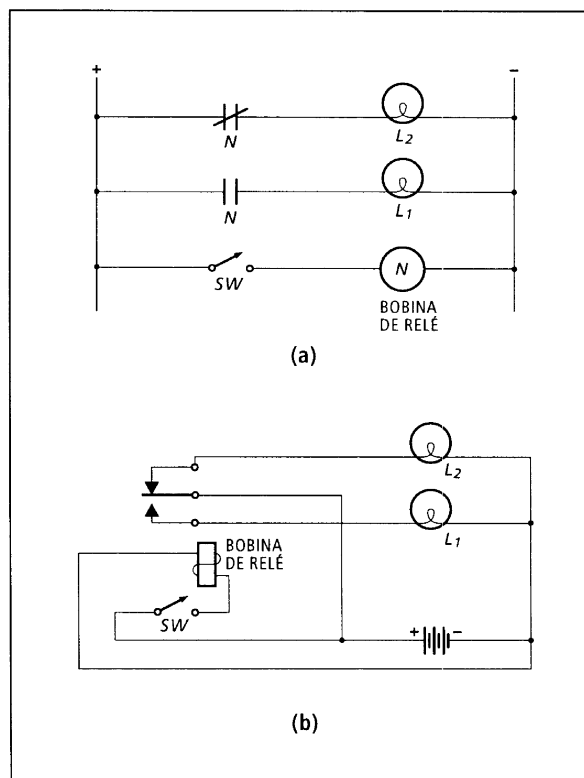 + −
L2
N
L1
N
N
SW
BOBINA
DE RELÉ
(a)
L2
L1
BOBINA
DE RELÉ
SW
+ −
(b)